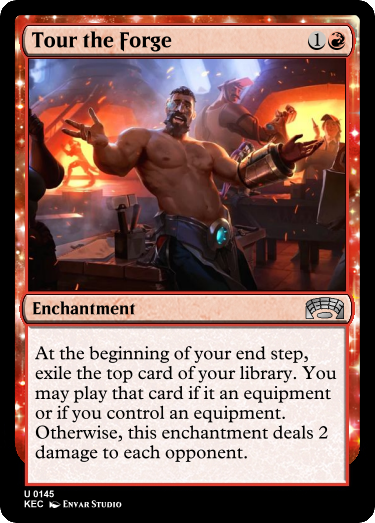 Tour the Forge
1
Enchantment
At the beginning of your end step,
exile the top card of your library. You
may play that card if it an equipment
or if you control an equipment.
Otherwise, this enchantment deals 2
damage to each opponent.
U 0145
KEC Envar Studio